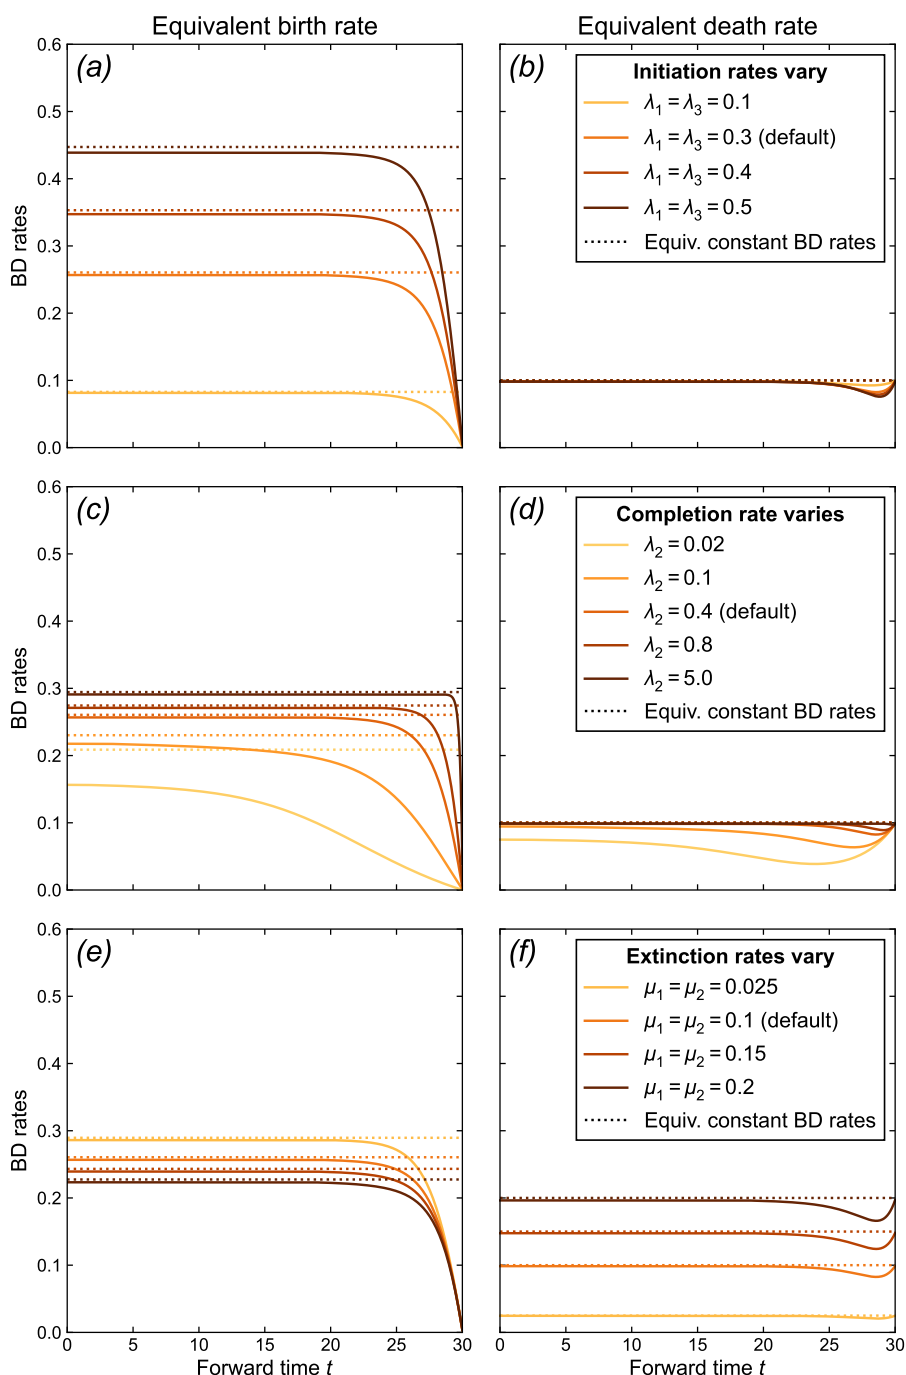 Equivalent birth rate
Equivalent death rate
(a)
BD rates
0.6
0.5
0.4
0.3
0.2
0.1
0.0
(b)
Initiation rates vary
λ1 = λ3 = 0.1
λ1 = λ3 = 0.3 (default)
λ1 = λ3 = 0.4
λ1 = λ3 = 0.5
Equiv. constant BD rates
(c)
BD rates
0.6
0.5
0.4
0.3
0.2
0.1
0.0
(d)
Completion rate varies
λ2 = 0.02
λ2 = 0.1
λ2 = 0.4 (default)
λ2 = 0.8
λ2 = 5.0
Equiv. constant BD rates
(e)
BD rates
0.6
0.5
0.4
0.3
0.2
0.1
0.0
0 5 10 15 20 25 30
Forward time t
(f)
Extinction rates vary
μ1 = μ2 = 0.025
μ1 = μ2 = 0.1 (default)
μ1 = μ2 = 0.15
μ1 = μ2 = 0.2
Equiv. constant BD rates
0 5 10 15 20 25 30
Forward time t